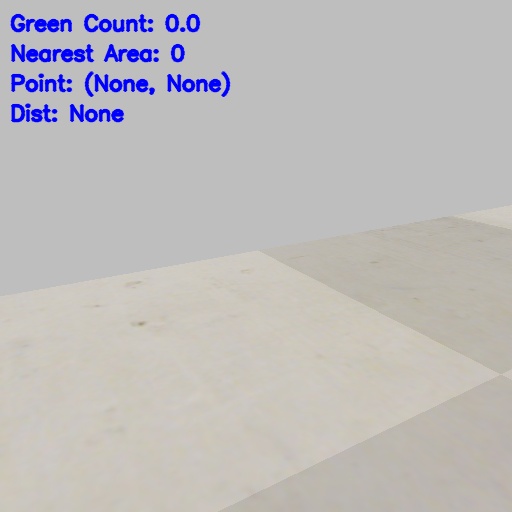 Green Count: 0.0
Nearest Area: 0
Point: (None, None)
Dist: None